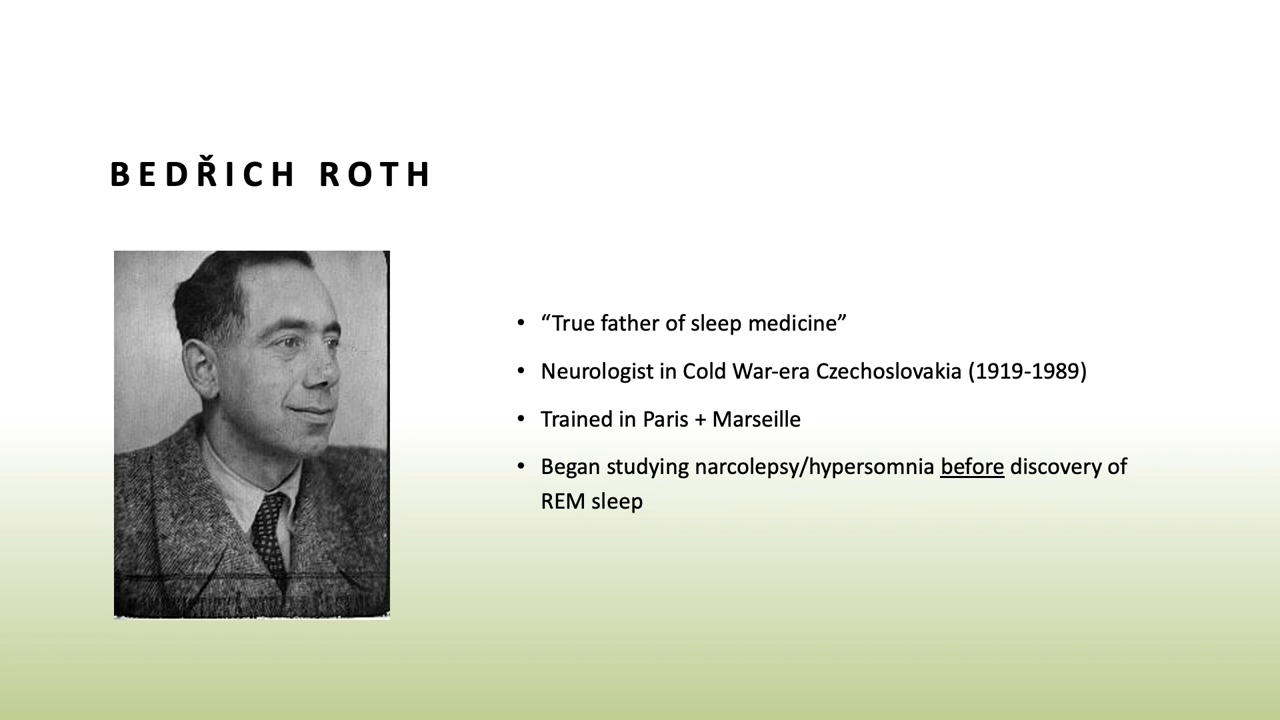 BEDŘICH ROTH
• “True father of sleep medicine”
• Neurologist in Cold War-era Czechoslovakia (1919-1989)
• Trained in Paris + Marseille
• Began studying narcolepsy/hypersomnia before discovery of
REM sleep